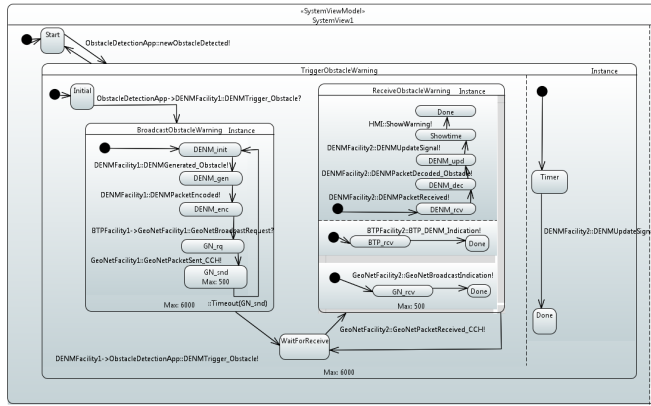 «SystemViewModel»
SystemView1
Start
ObstacleDetectionApp::newObstacleDetected!
TriggerObstacleWarning
Instance
Initial
ObstacleDetectionApp->DENMFacility1::DENMTrigger_Obstacle?
BroadcastObstacleWarning Instance
DENM_init
DENMFacility1::DENMGenerated_Obstacle!
DENM_gen
DENMFacility1::DENMPacketEncoded!
DENM_enc
BTPFacility1->GeoNetFacility1::GeoNetBroadcastRequest?
GN_rq
GeoNetFacility1::GeoNetPacketSent_CCH!
GN_snd
Max: 500
::Timeout(GN_snd)
Max: 6000
ReceiveObstacleWarning Instance
Done
HMI::ShowWarning!
Showtime
DENMFacility2::DENMUpdateSignal!
DENM_upd
DENMFacility2::DENMPacketDecoded_Obstacle!
DENM_dec
DENMFacility2::DENMPacketReceived!
DENM_rcv
BTPFacility2::BTP_DENM_Indication!
BTP_rcv
Done
GeoNetFacility2::GeoNetBroadcastIndication!
GN_rcv
Done
Max: 500
GeoNetFacility2::GeoNetPacketReceived_CCH!
WaitForReceive
DENMFacility1->ObstacleDetectionApp::DENMTrigger_Obstacle!
Max: 6000
Timer
DENMFacility2::DENMUpdateSign
Done